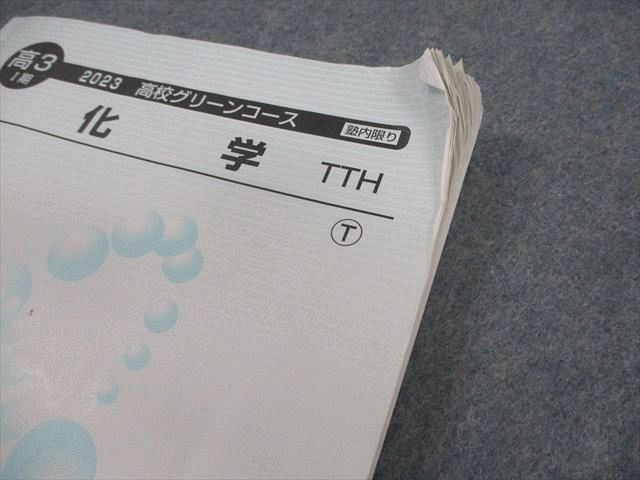 高3
I期
2023 高校グリーンコース
塾内限り
化学 TTH
T